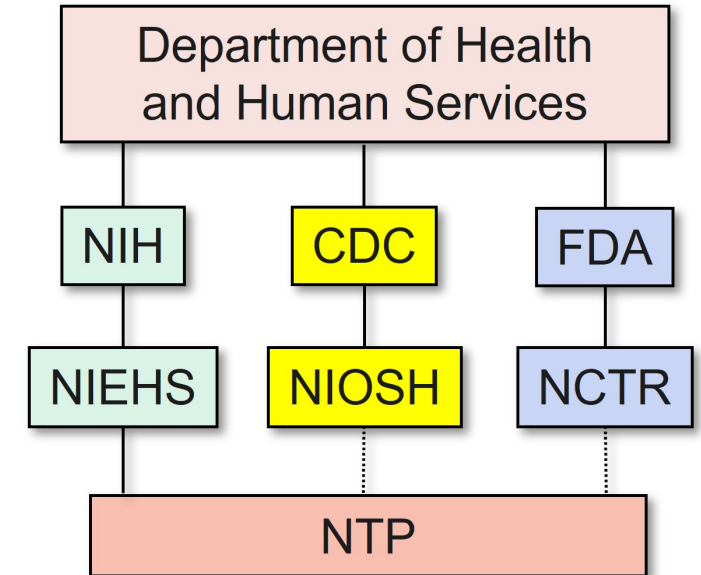 Department of Health
and Human Services
NIH
CDC
FDA
NIEHS
NIOSH
NCTR
NTP